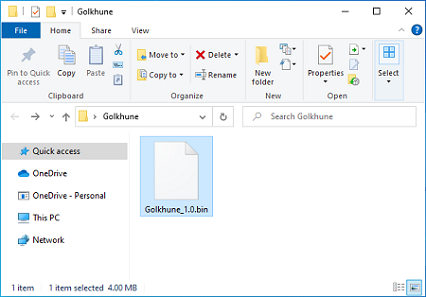 Golkhune
File Home Share View
Pin to Quick access
Copy
Paste
Clipboard
Move to
Copy to
Delete
Rename
Organize
New folder
New
Properties
Open
Select
Golkhune
Search Golkhune
Quick access
OneDrive
OneDrive - Personal
This PC
Network
Golkhune_1.0.bin
1 item 1 item selected 4.00 MB